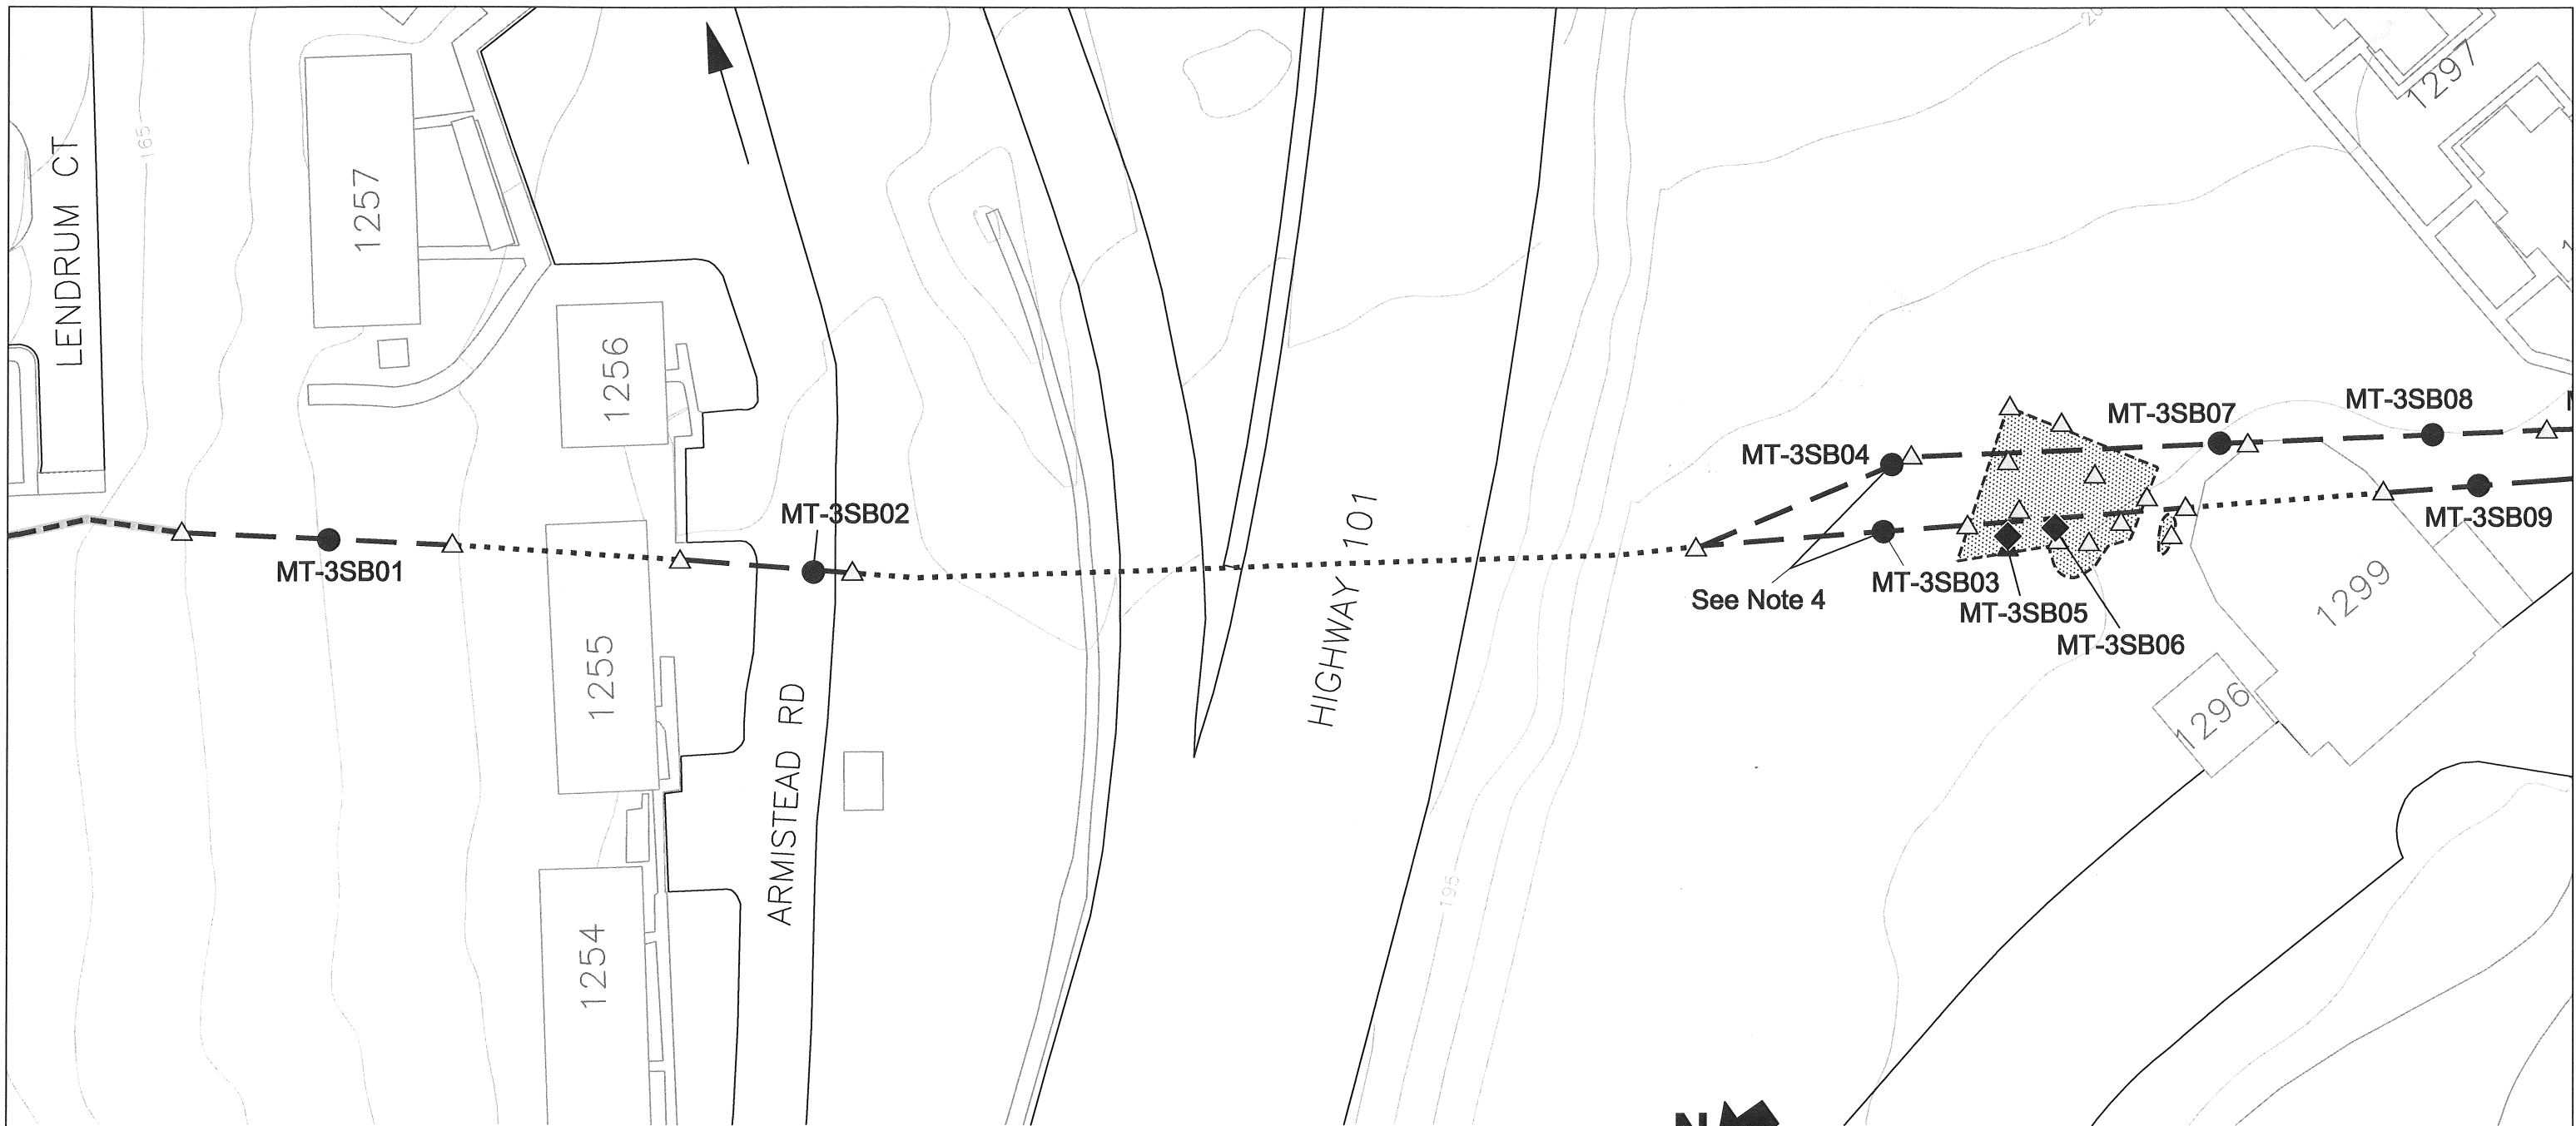 LENDRUM CT
165
1257
1256
1297
MT-3SB08
MT-3SB07
MT-3SB04
MT-3SB02
MT-3SB09
MT-3SB01
HIGHWAY 101
MT-3SB03
See Note 4
MT-3SB05
MT-3SB06
1299
1255
1296
ARMISTEAD RD
195
1254
N